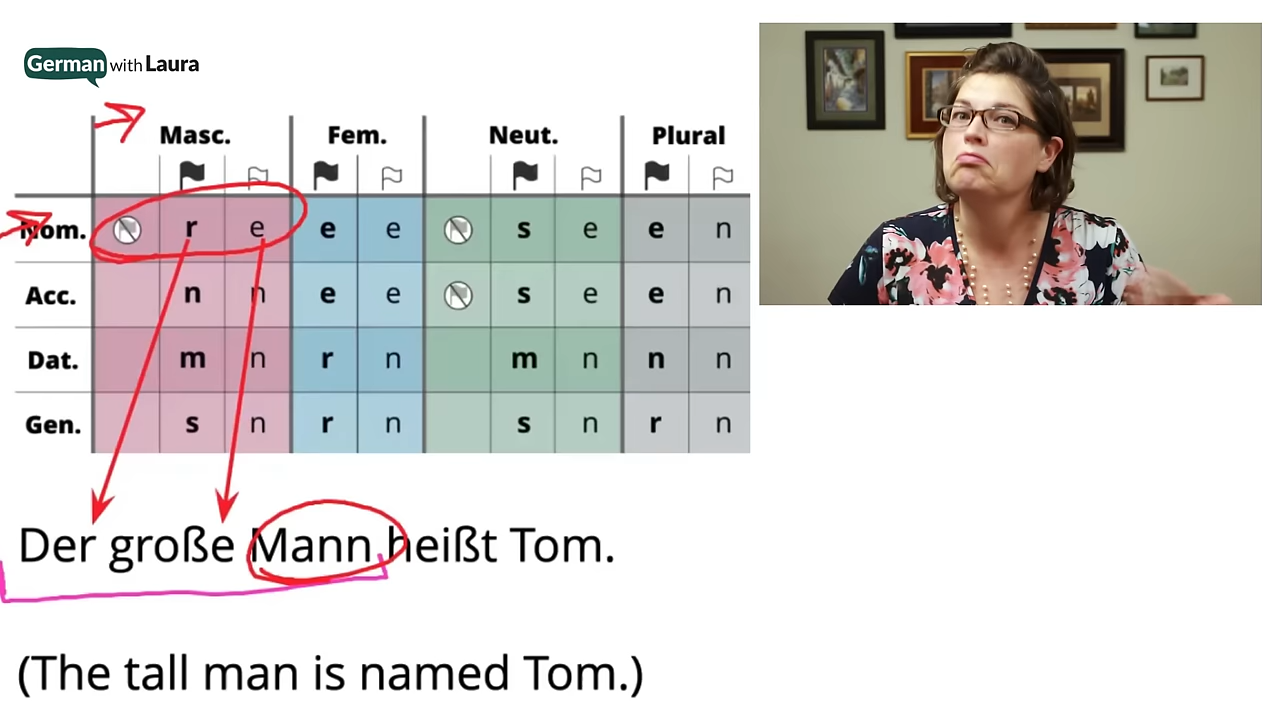 German with Laura
Masc. Fem. Neut. Plural
Nom. r e e e s e e n
Acc. n n e e s e e n
Dat. m n r n m n n n
Gen. s n r n s n r n
Der große Mann heißt Tom.
(The tall man is named Tom.)